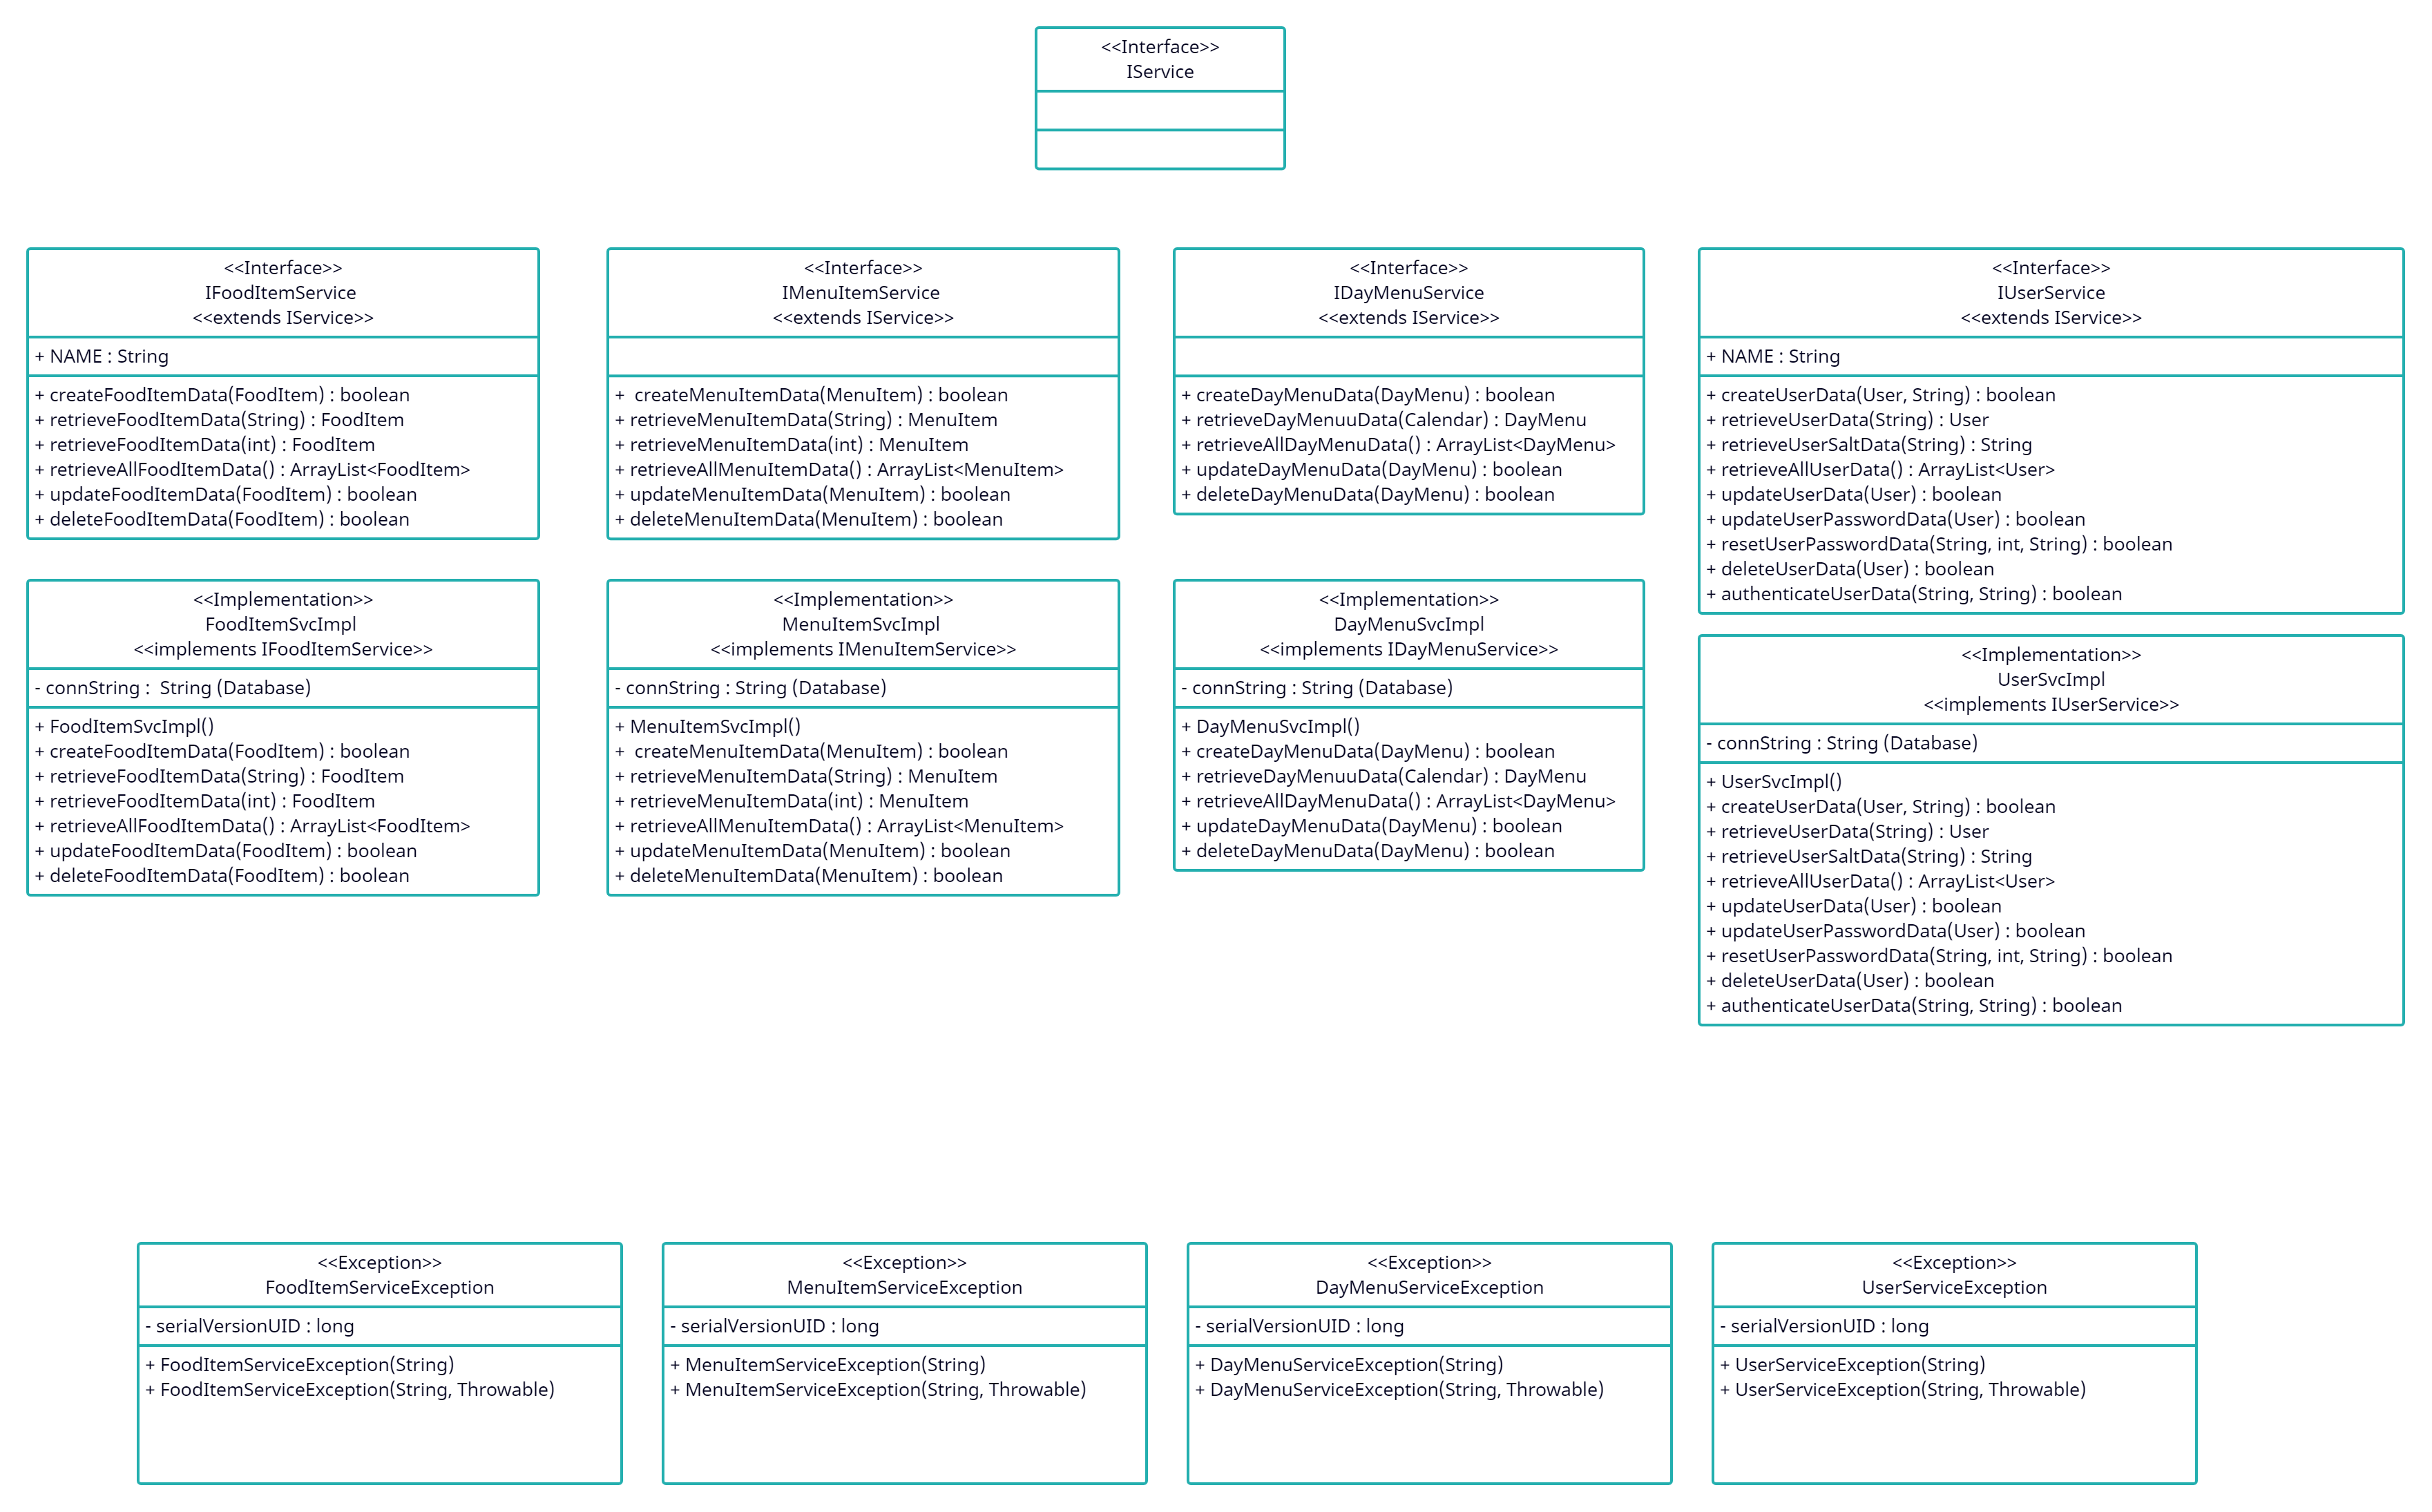 <<Interface>>
IService
<<Interface>>
IFoodItemService
<<extends IService>>
+ NAME : String
+ createFoodItemData(FoodItem) : boolean
+ retrieveFoodItemData(String) : FoodItem
+ retrieveFoodItemData(int) : FoodItem
+ retrieveAllFoodItemData() : ArrayList<FoodItem>
+ updateFoodItemData(FoodItem) : boolean
+ deleteFoodItemData(FoodItem) : boolean
<<Interface>>
IMenuItemService
<<extends IService>>
+  createMenuItemData(MenuItem) : boolean
+ retrieveMenuItemData(String) : MenuItem
+ retrieveMenuItemData(int) : MenuItem
+ retrieveAllMenuItemData() : ArrayList<MenuItem>
+ updateMenuItemData(MenuItem) : boolean
+ deleteMenuItemData(MenuItem) : boolean
<<Interface>>
IDayMenuService
<<extends IService>>
+ createDayMenuData(DayMenu) : boolean
+ retrieveDayMenuuData(Calendar) : DayMenu
+ retrieveAllDayMenuData() : ArrayList<DayMenu>
+ updateDayMenuData(DayMenu) : boolean
+ deleteDayMenuData(DayMenu) : boolean
<<Interface>>
IUserService
<<extends IService>>
+ NAME : String
+ createUserData(User, String) : boolean
+ retrieveUserData(String) : User
+ retrieveUserSaltData(String) : String
+ retrieveAllUserData() : ArrayList<User>
+ updateUserData(User) : boolean
+ updateUserPasswordData(User) : boolean
+ resetUserPasswordData(String, int, String) : boolean
+ deleteUserData(User) : boolean
+ authenticateUserData(String, String) : boolean
<<Implementation>>
FoodItemSvcImpl
<<implements IFoodItemService>>
- connString :  String (Database)
+ FoodItemSvcImpl()
+ createFoodItemData(FoodItem) : boolean
+ retrieveFoodItemData(String) : FoodItem
+ retrieveFoodItemData(int) : FoodItem
+ retrieveAllFoodItemData() : ArrayList<FoodItem>
+ updateFoodItemData(FoodItem) : boolean
+ deleteFoodItemData(FoodItem) : boolean
<<Implementation>>
MenuItemSvcImpl
<<implements IMenuItemService>>
- connString : String (Database)
+ MenuItemSvcImpl()
+  createMenuItemData(MenuItem) : boolean
+ retrieveMenuItemData(String) : MenuItem
+ retrieveMenuItemData(int) : MenuItem
+ retrieveAllMenuItemData() : ArrayList<MenuItem>
+ updateMenuItemData(MenuItem) : boolean
+ deleteMenuItemData(MenuItem) : boolean
<<Implementation>>
DayMenuSvcImpl
<<implements IDayMenuService>>
- connString : String (Database)
+ DayMenuSvcImpl()
+ createDayMenuData(DayMenu) : boolean
+ retrieveDayMenuuData(Calendar) : DayMenu
+ retrieveAllDayMenuData() : ArrayList<DayMenu>
+ updateDayMenuData(DayMenu) : boolean
+ deleteDayMenuData(DayMenu) : boolean
<<Implementation>>
UserSvcImpl
<<implements IUserService>>
- connString : String (Database)
+ UserSvcImpl()
+ createUserData(User, String) : boolean
+ retrieveUserData(String) : User
+ retrieveUserSaltData(String) : String
+ retrieveAllUserData() : ArrayList<User>
+ updateUserData(User) : boolean
+ updateUserPasswordData(User) : boolean
+ resetUserPasswordData(String, int, String) : boolean
+ deleteUserData(User) : boolean
+ authenticateUserData(String, String) : boolean
<<Exception>>
FoodItemServiceException
- serialVersionUID : long
+ FoodItemServiceException(String)
+ FoodItemServiceException(String, Throwable)
<<Exception>>
MenuItemServiceException
- serialVersionUID : long
+ MenuItemServiceException(String)
+ MenuItemServiceException(String, Throwable)
<<Exception>>
DayMenuServiceException
- serialVersionUID : long
+ DayMenuServiceException(String)
+ DayMenuServiceException(String, Throwable)
<<Exception>>
UserServiceException
- serialVersionUID : long
+ UserServiceException(String)
+ UserServiceException(String, Throwable)